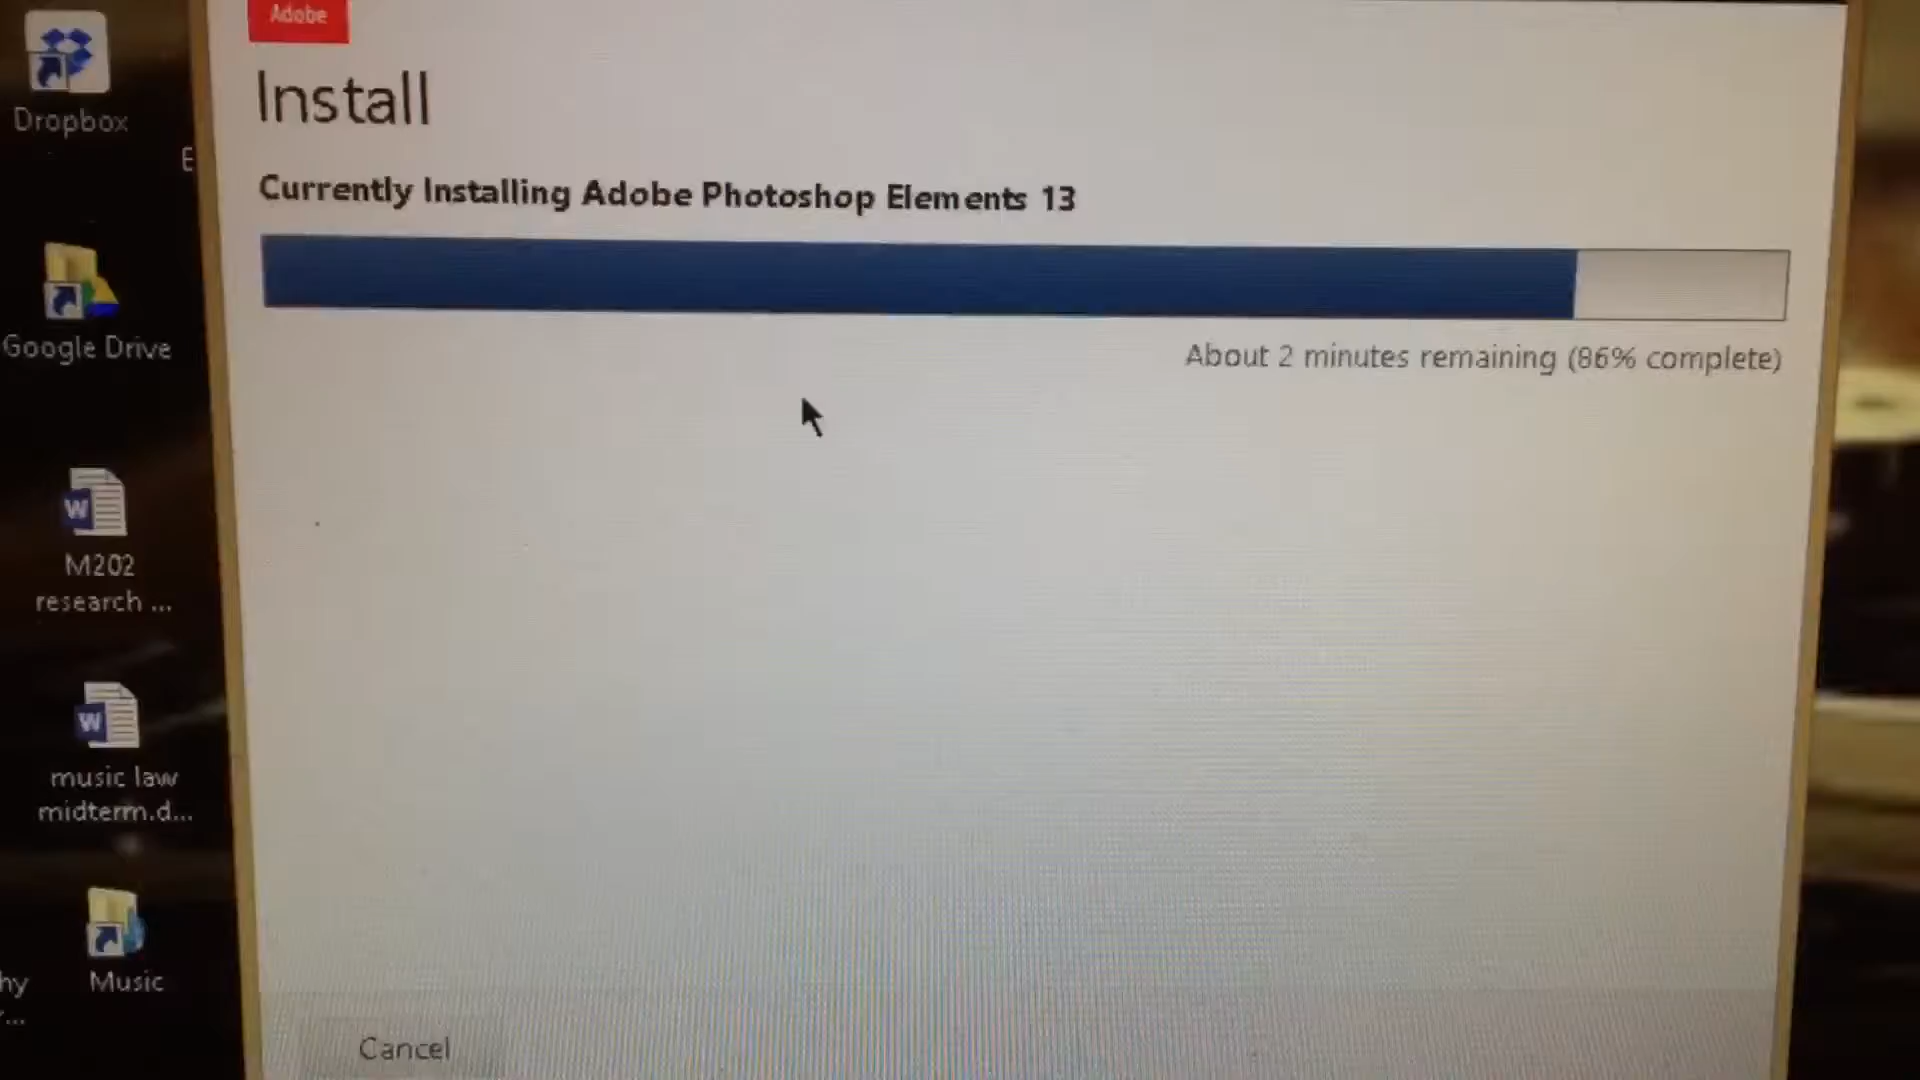 Adobe
Install
Currently Installing Adobe Photoshop Elements 13
About 2 minutes remaining (86% complete)
Cancel
Dropbox
E
Google Drive
M202
research ...
music law
midterm.d...
Music
hy
...